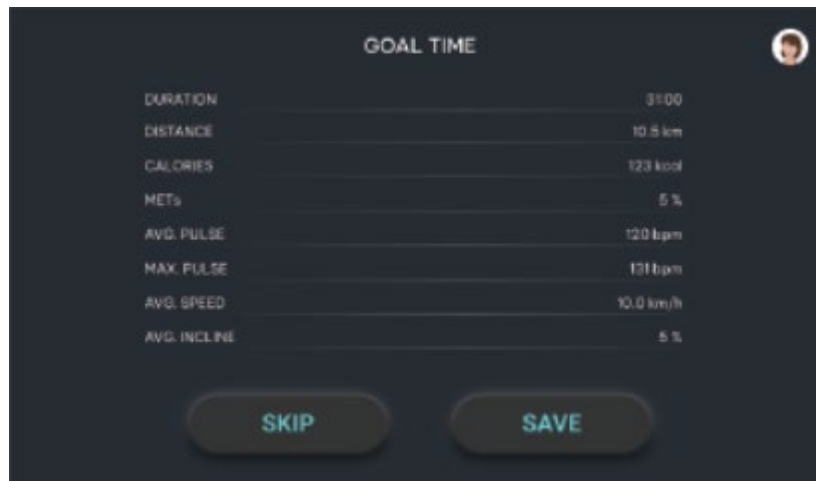 GOAL TIME
DURATION 31:00
DISTANCE 10.5 km
CALORIES 123 kcal
METs 5 %
AVG. PULSE 120 bpm
MAX. PULSE 131 bpm
AVG. SPEED 10.0 km/h
AVG. INCLINE 5 %
SKIP SAVE